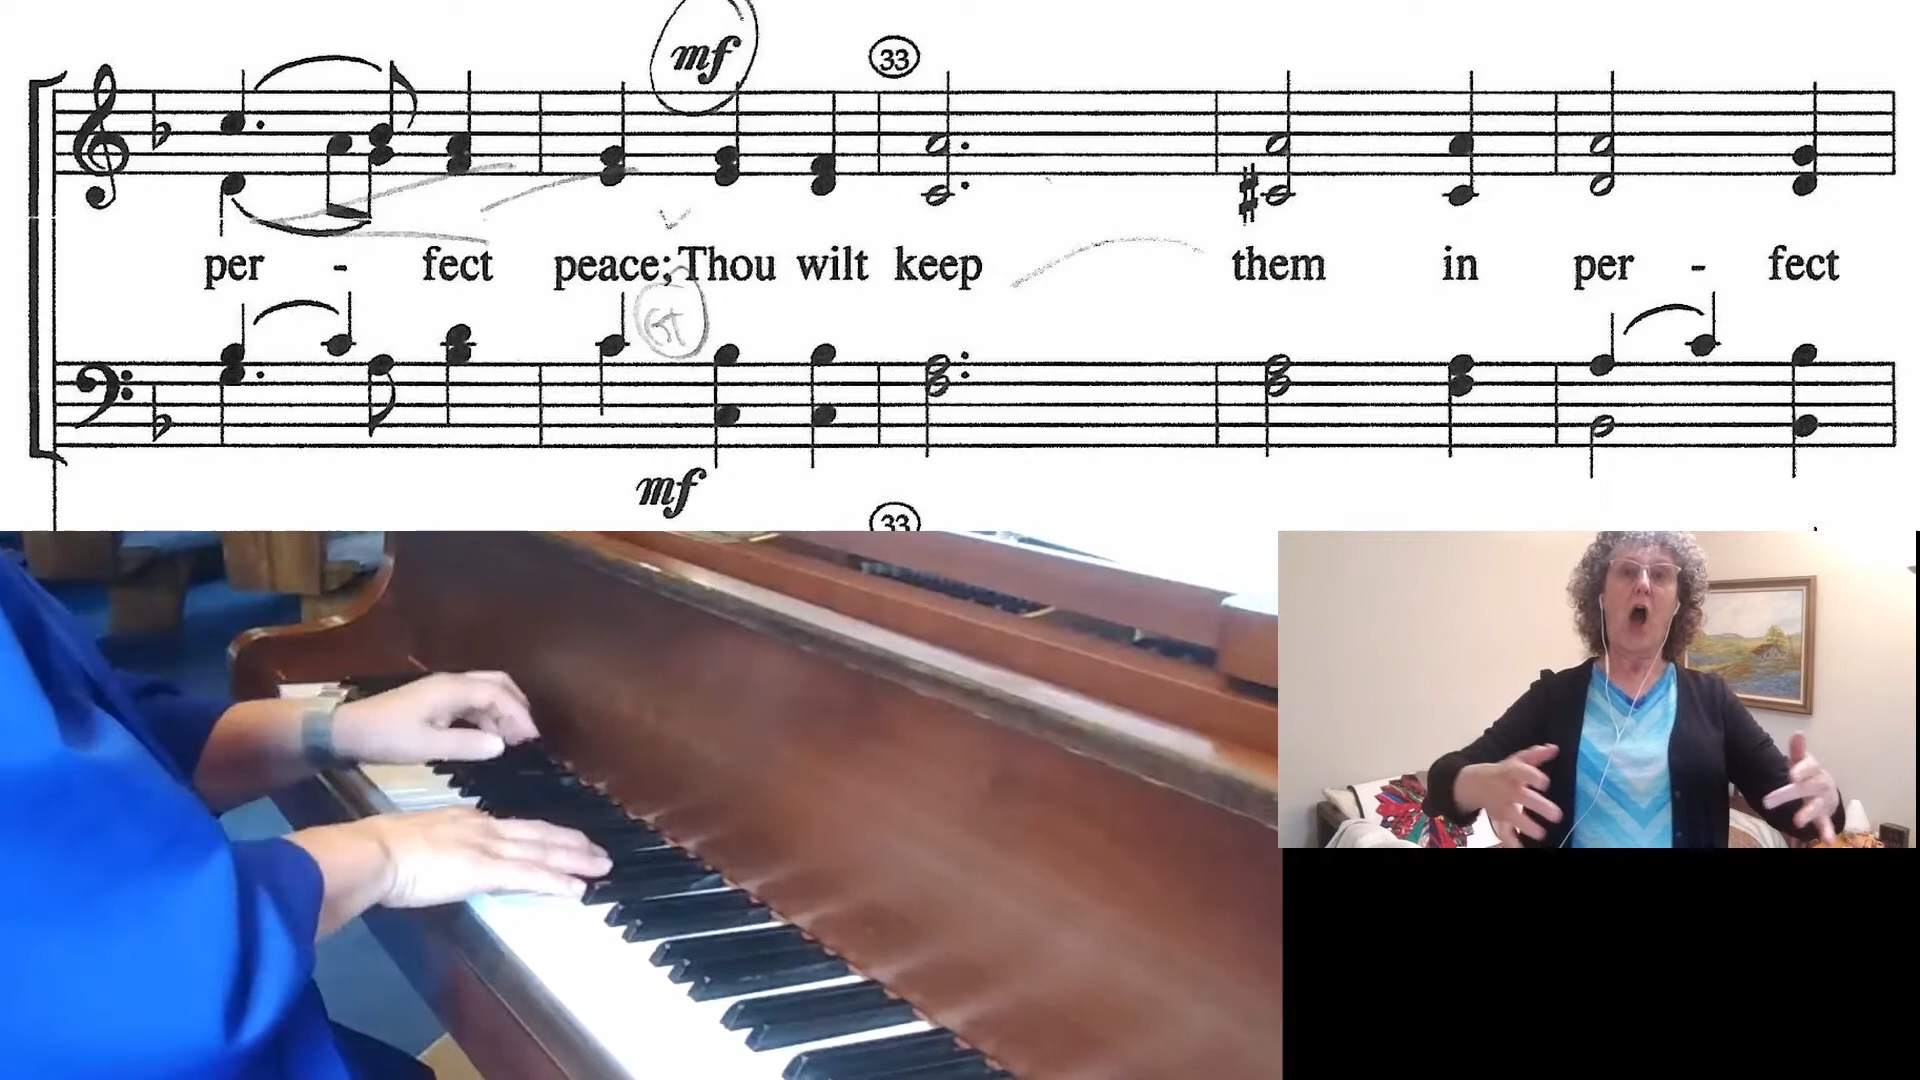 mf 33
per - fect peace; Thou wilt keep them in per - fect
mf
33